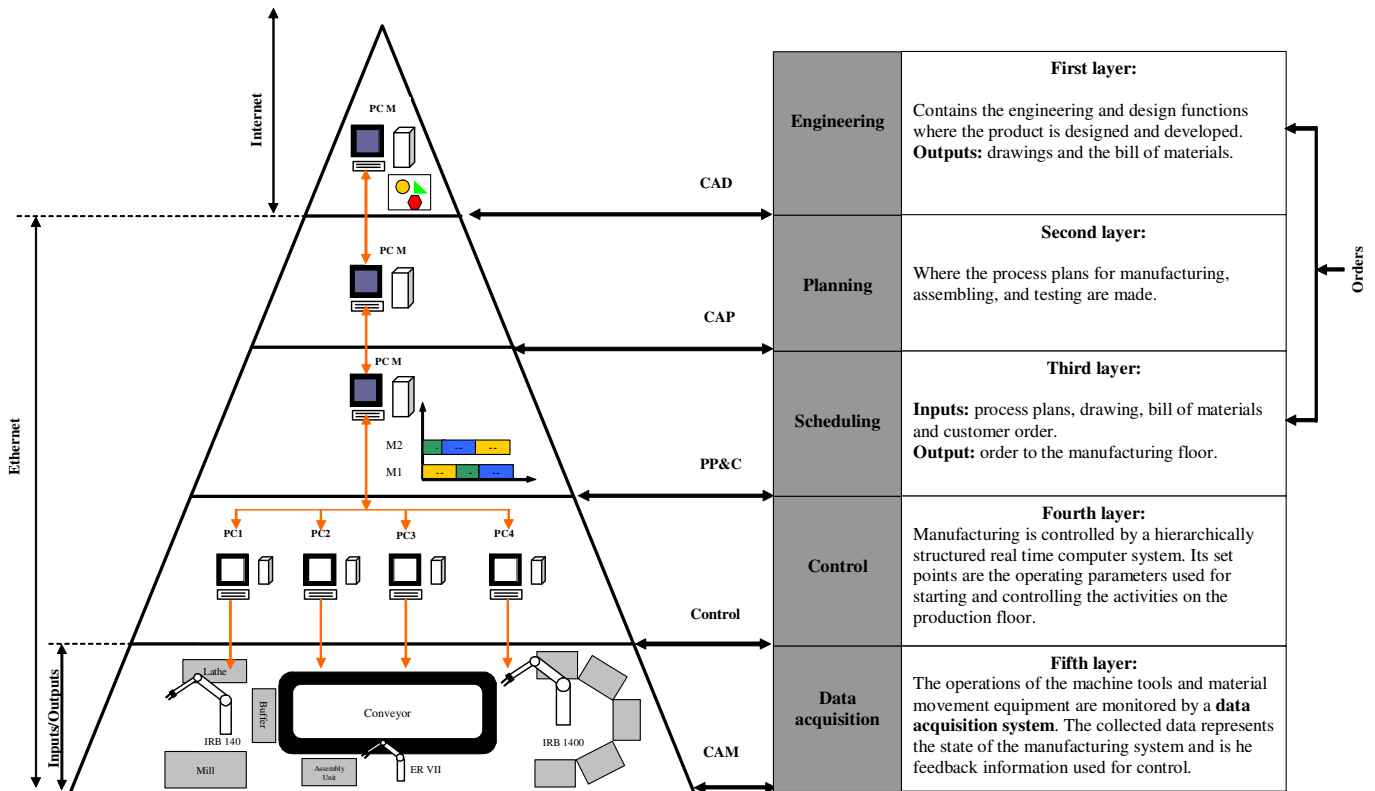 Internet
Ethernet
Inputs/Outputs
PC M
PC M
PC M
M2
M1
PC1
PC2
PC3
PC4
Lathe
Buffer
Conveyor
IRB 140
IRB 1400
Mill
Assembly
Unit
ER VII
CAD
CAP
PP&C
Control
CAM
Engineering
First layer:
Contains the engineering and design functions
where the product is designed and developed.
Outputs: drawings and the bill of materials.
Planning
Second layer:
Where the process plans for manufacturing,
assembling, and testing are made.
Scheduling
Third layer:
Inputs: process plans, drawing, bill of materials
and customer order.
Output: order to the manufacturing floor.
Control
Fourth layer:
Manufacturing is controlled by a hierarchically
structured real time computer system. Its set
points are the operating parameters used for
starting and controlling the activities on the
production floor.
Data
acquisition
Fifth layer:
The operations of the machine tools and material
movement equipment are monitored by a data
acquisition system. The collected data represents
the state of the manufacturing system and is he
feedback information used for control.
Orders